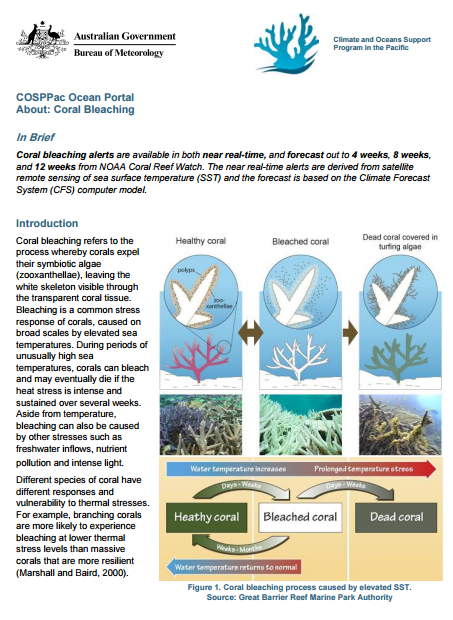 Australian Government
Bureau of Meteorology
Climate and Oceans Support
Program in the Pacific
COSPPac Ocean Portal
About: Coral Bleaching
In Brief
Coral bleaching alerts are available in both near real-time, and forecast out to 4 weeks, 8 weeks,
and 12 weeks from NOAA Coral Reef Watch. The near real-time alerts are derived from satellite
remote sensing of sea surface temperature (SST) and the forecast is based on the Climate Forecast
System (CFS) computer model.
Introduction
Coral bleaching refers to the
process whereby corals expel
their symbiotic algae
(zooxanthellae), leaving the
white skeleton visible through
the transparent coral tissue.
Bleaching is a common stress
response of corals, caused on
broad scales by elevated sea
temperatures. During periods of
unusually high sea
temperatures, corals can bleach
and may eventually die if the
heat stress is intense and
sustained over several weeks.
Aside from temperature,
bleaching can also be caused
by other stresses such as
freshwater inflows, nutrient
pollution and intense light.
Different species of coral have
different responses and
vulnerability to thermal stresses.
For example, branching corals
are more likely to experience
bleaching at lower thermal
stress levels than massive
corals that are more resilient
(Marshall and Baird, 2000).
Healthy coral
Bleached coral
Dead coral covered in
turfing algae
polyps
zoo-
xanthellae
Water temperature increases
Prolonged temperature stress
Days - Weeks
Days - Weeks
Heathy coral
Bleached coral
Dead coral
Weeks - Months
Water temperature returns to normal
Figure 1. Coral bleaching process caused by elevated SST.
Source: Great Barrier Reef Marine Park Authority